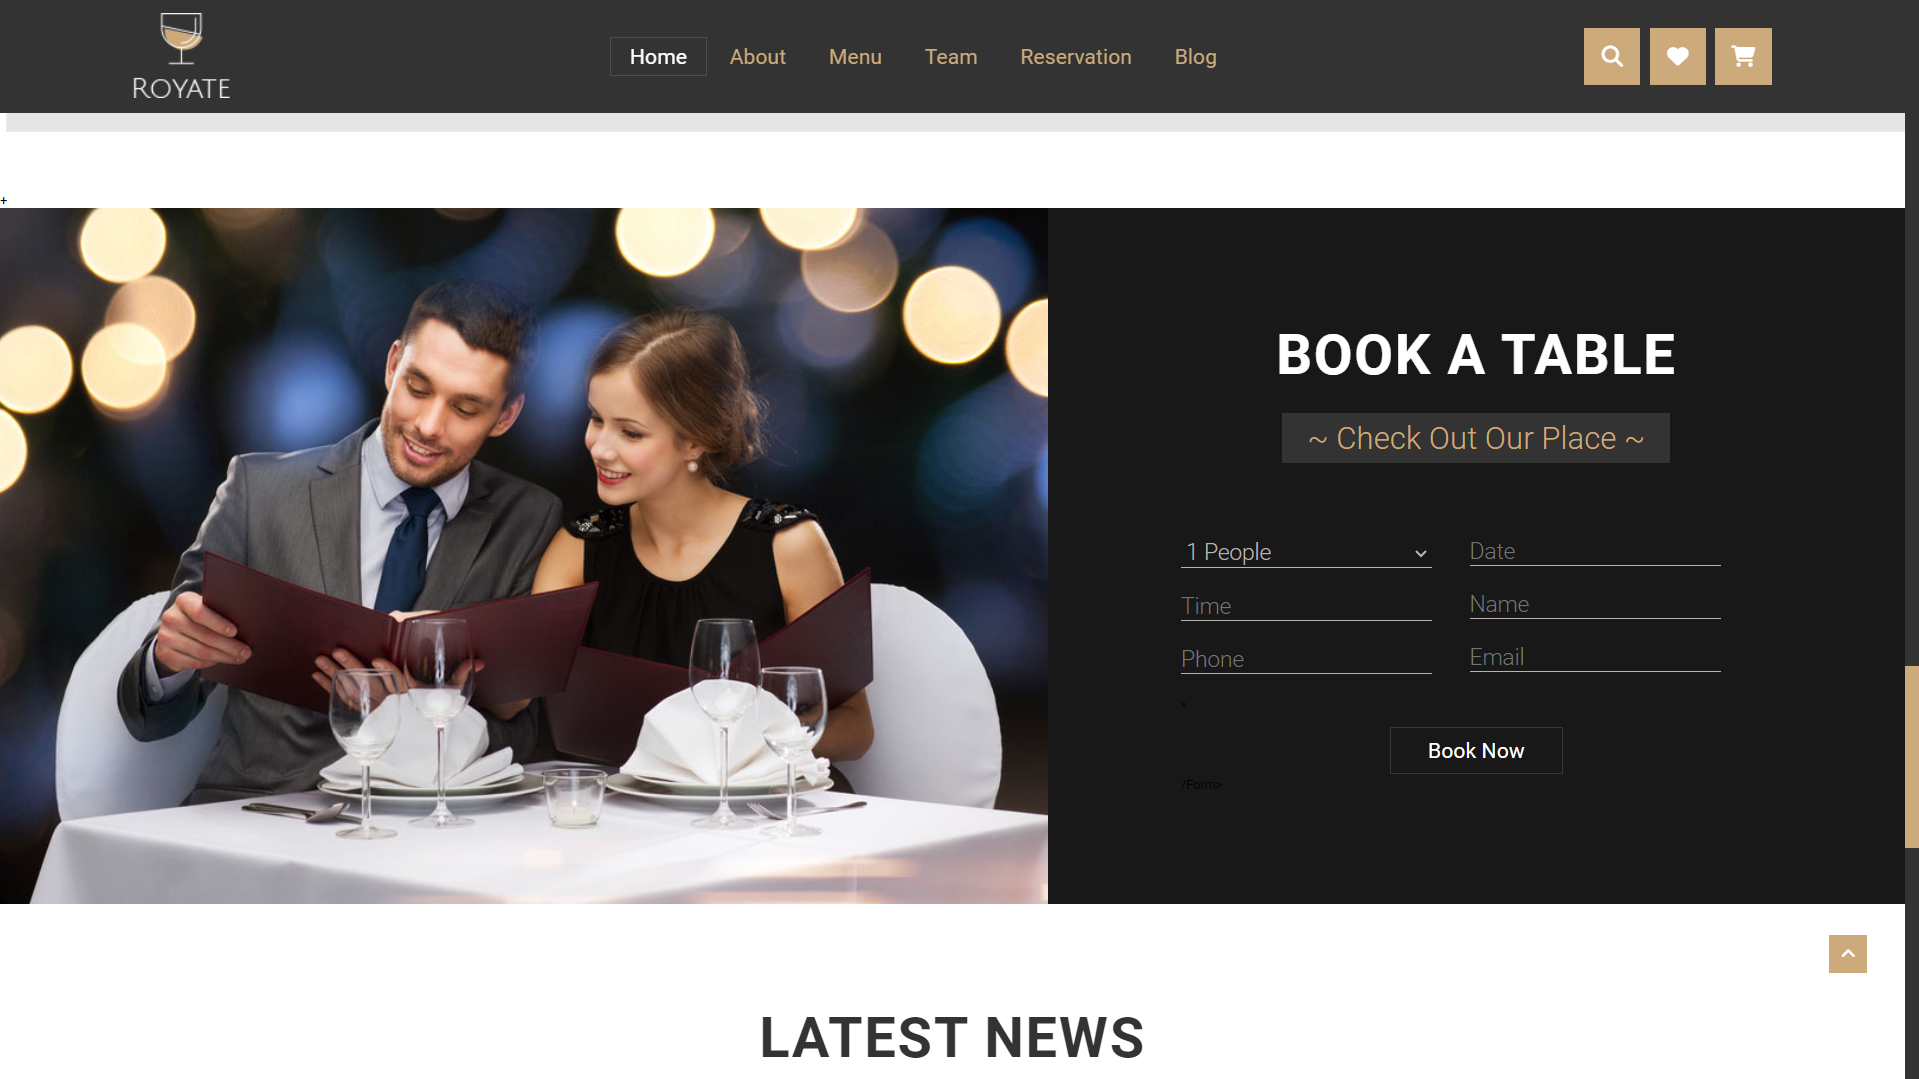 ROYATE
Home
About
Menu
Team
Reservation
Blog
+
BOOK A TABLE
~ Check Out Our Place ~
1 People
Date
Time
Name
Phone
Email
Book Now
/Form>
LATEST NEWS